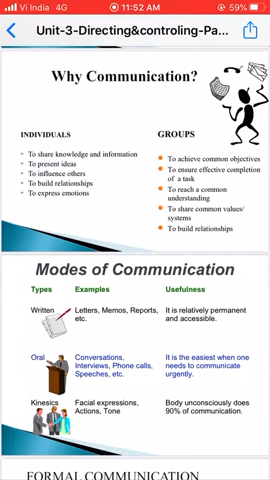 Vi India 4G
11:52 AM
59%
Unit-3-Directing&controling-Pa...
Why Communication?
INDIVIDUALS
To share knowledge and information
To present ideas
To influence others
To build relationships
To express emotions
GROUPS
To achieve common objectives
To ensure effective completion
of a task
To reach a common
understanding
To share common values/
systems
To build relationships
Modes of Communication
Types Examples Usefulness
Written Letters, Memos, Reports, It is relatively permanent
etc. and accessible.
Oral Conversations, It is the easiest when one
Interviews, Phone calls, needs to communicate
Speeches, etc. urgently.
Kinesics Facial expressions, Body unconsciously does
Actions, Tone 90% of communication.
FORMAL COMMUNICATION